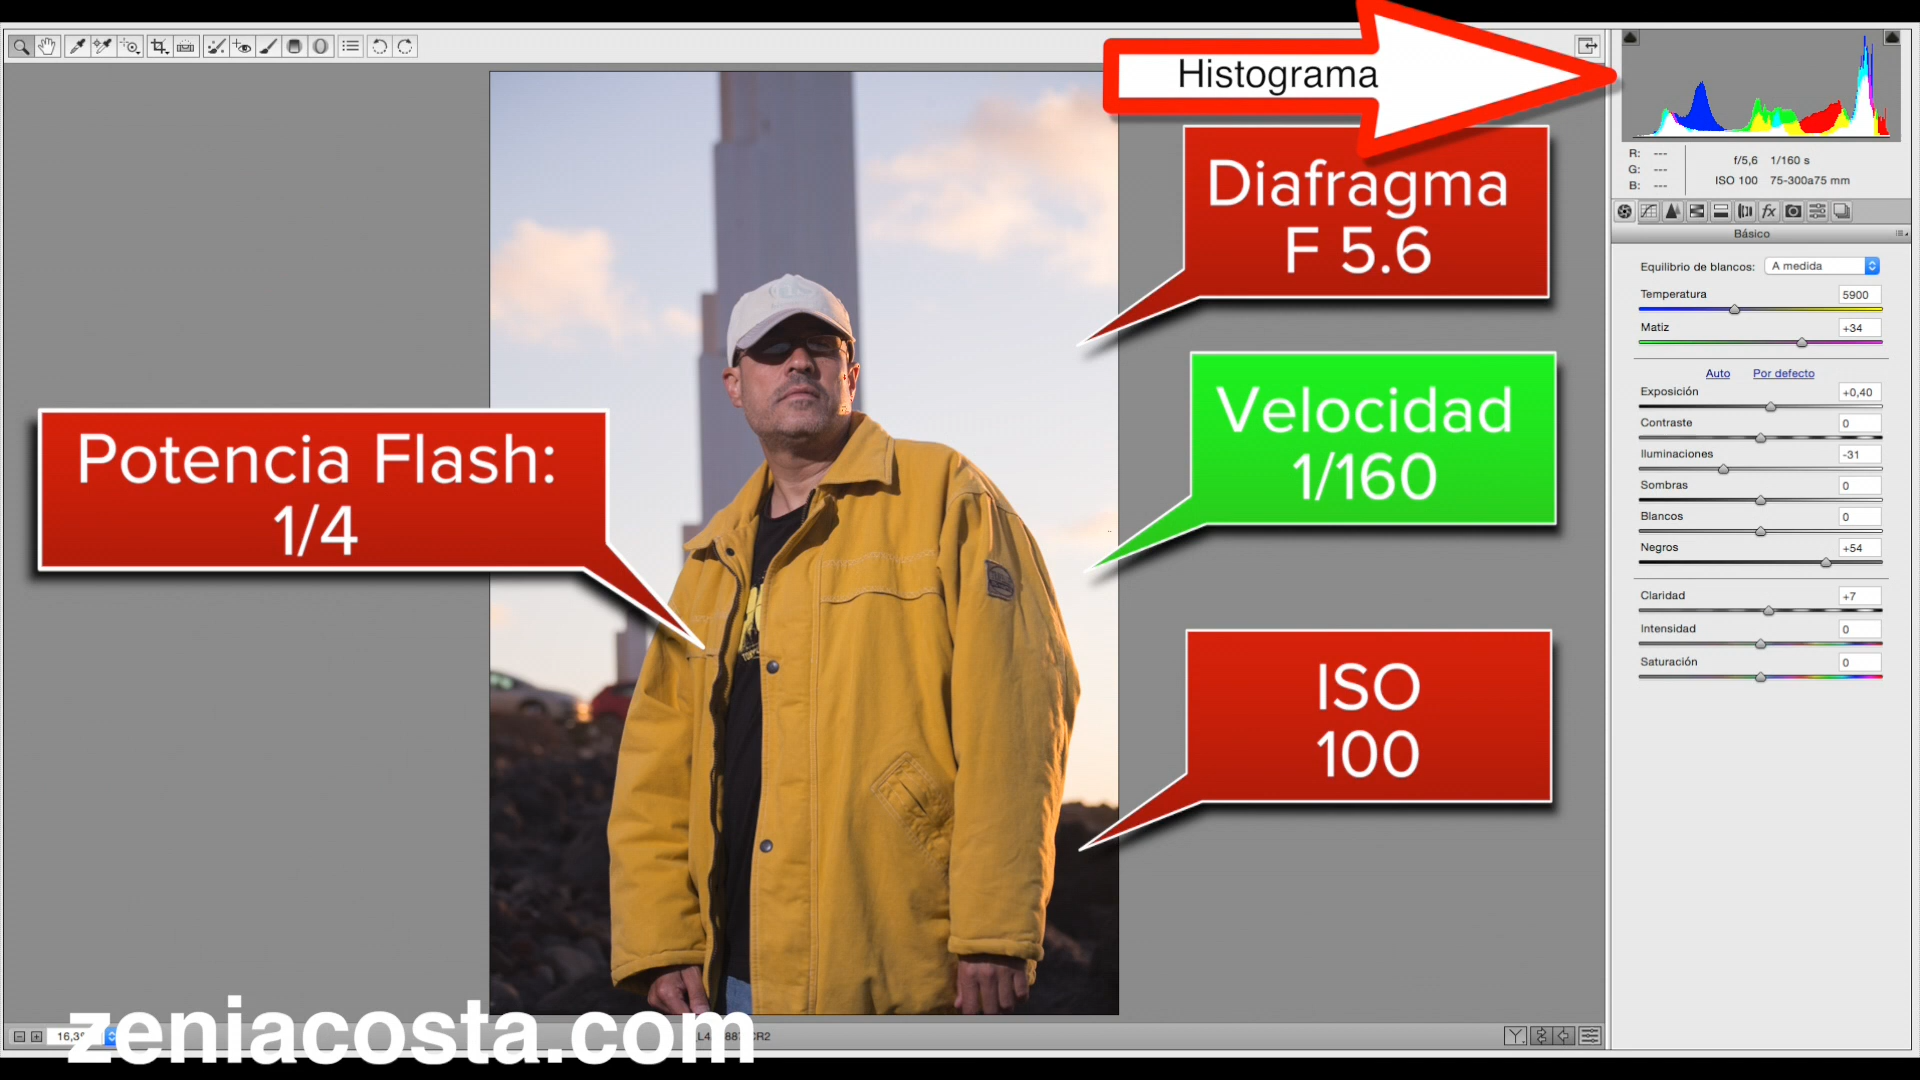 Histograma
Diafragma
F 5.6
Velocidad
1/160
Potencia Flash:
1/4
ISO
100
zeniacosta.com
R: ---
G: ---
B: ---
f/5,6 1/160 s
ISO 100 75-300a75 mm
fx
Básico
Equilibrio de blancos: A medida
Temperatura 5900
Matiz +34
Auto Por defecto
Exposición +0,40
Contraste 0
Iluminaciones -31
Sombras 0
Blancos 0
Negros +54
Claridad +7
Intensidad 0
Saturación 0